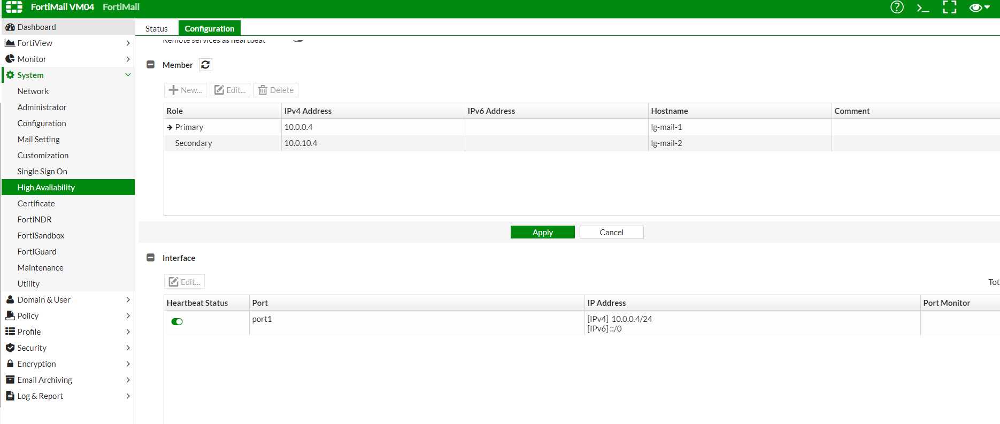 FortiMail VM04 FortiMail
Dashboard
FortiView
Monitor
System
Network
Administrator
Configuration
Mail Setting
Customization
Single Sign On
High Availability
Certificate
FortiNDR
FortiSandbox
FortiGuard
Maintenance
Utility
Domain & User
Policy
Profile
Security
Encryption
Email Archiving
Log & Report
Status Configuration
Remote services as heartbeat
Member
New... Edit... Delete
Role IPv4 Address IPv6 Address Hostname Comment
Primary 10.0.0.4 lg-mail-1
Secondary 10.0.10.4 lg-mail-2
Apply Cancel
Interface
Edit... Tot
Heartbeat Status Port IP Address Port Monitor
port1 [IPv4] 10.0.0.4/24
[IPv6] ::/0